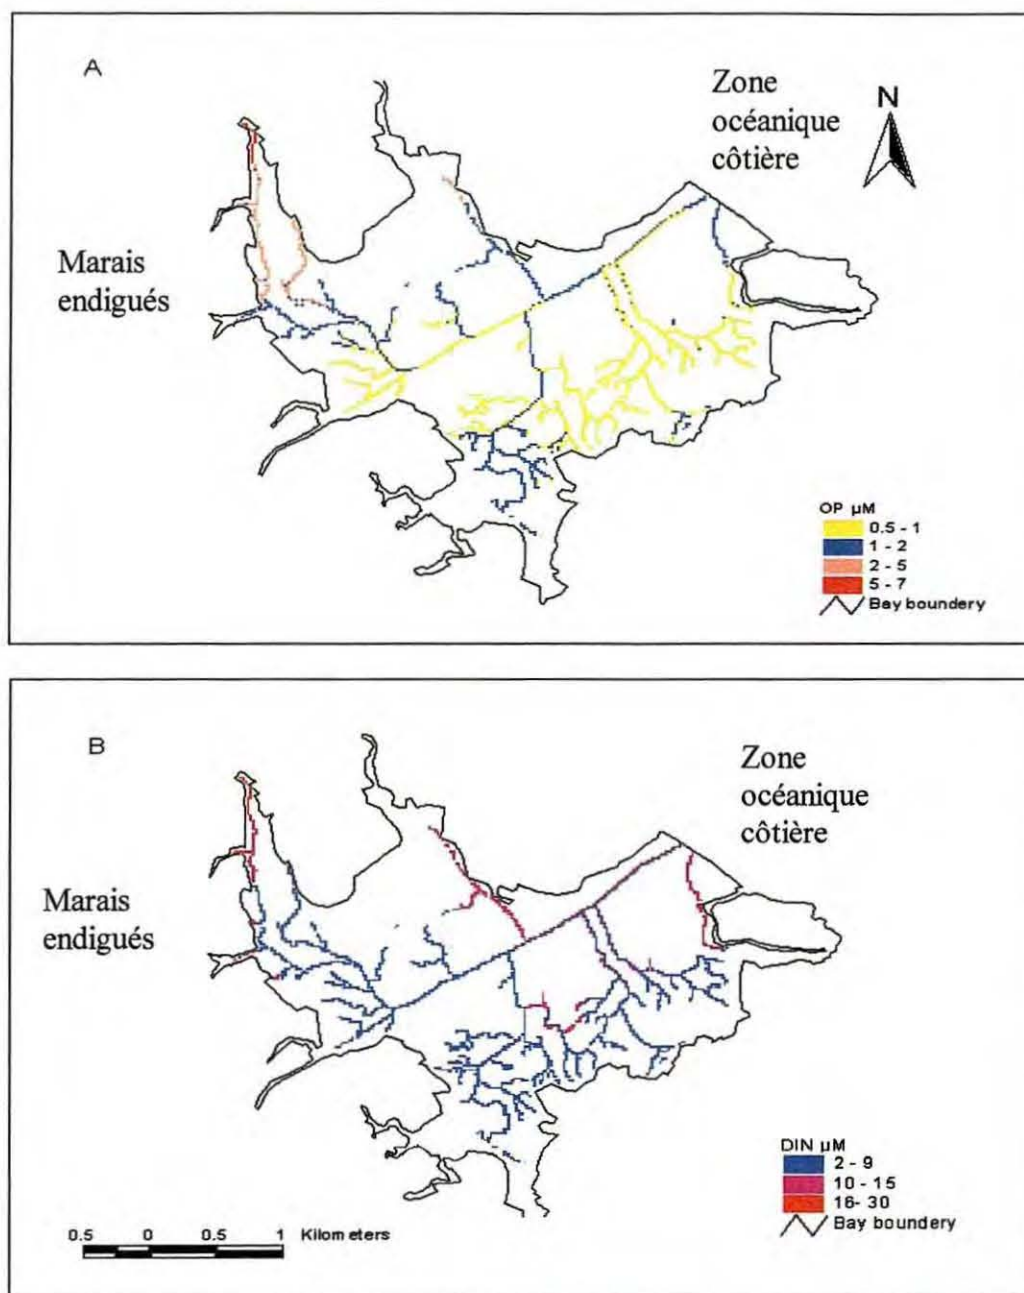 A
Zone
océanique
côtière
N
Marais
endigués
OP µM
0.5 - 1
1 - 2
2 - 5
5 - 7
Bay boundery
B
Zone
océanique
côtière
Marais
endigués
DIN µM
2 - 9
10 - 15
16- 30
Bay boundery
0.5 0 0.5 1 Kilometers